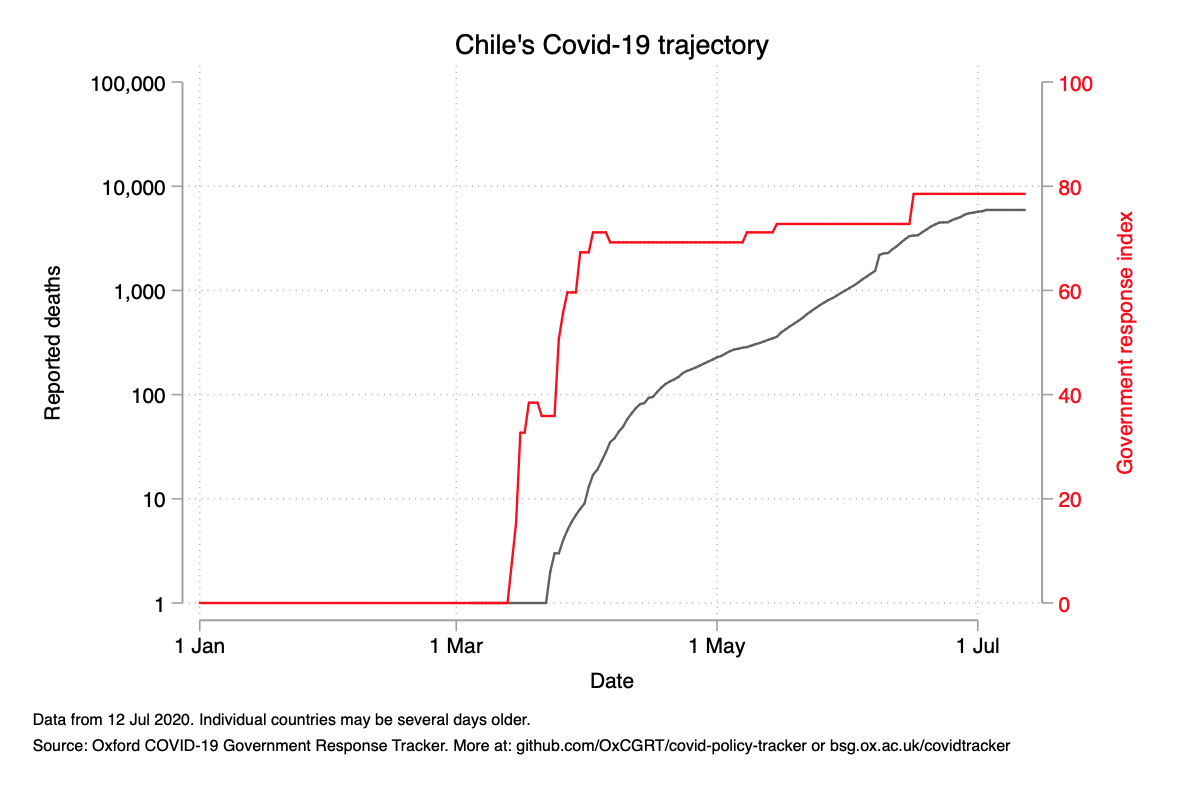 Chile's Covid-19 trajectory
100,000
10,000
1,000
100
10
1
Reported deaths
100
80
60
40
20
0
Government response index
1 Jan
1 Mar
1 May
1 Jul
Date
Data from 12 Jul 2020. Individual countries may be several days older.
Source: Oxford COVID-19 Government Response Tracker. More at: github.com/OxCGRT/covid-policy-tracker or bsg.ox.ac.uk/covidtracker